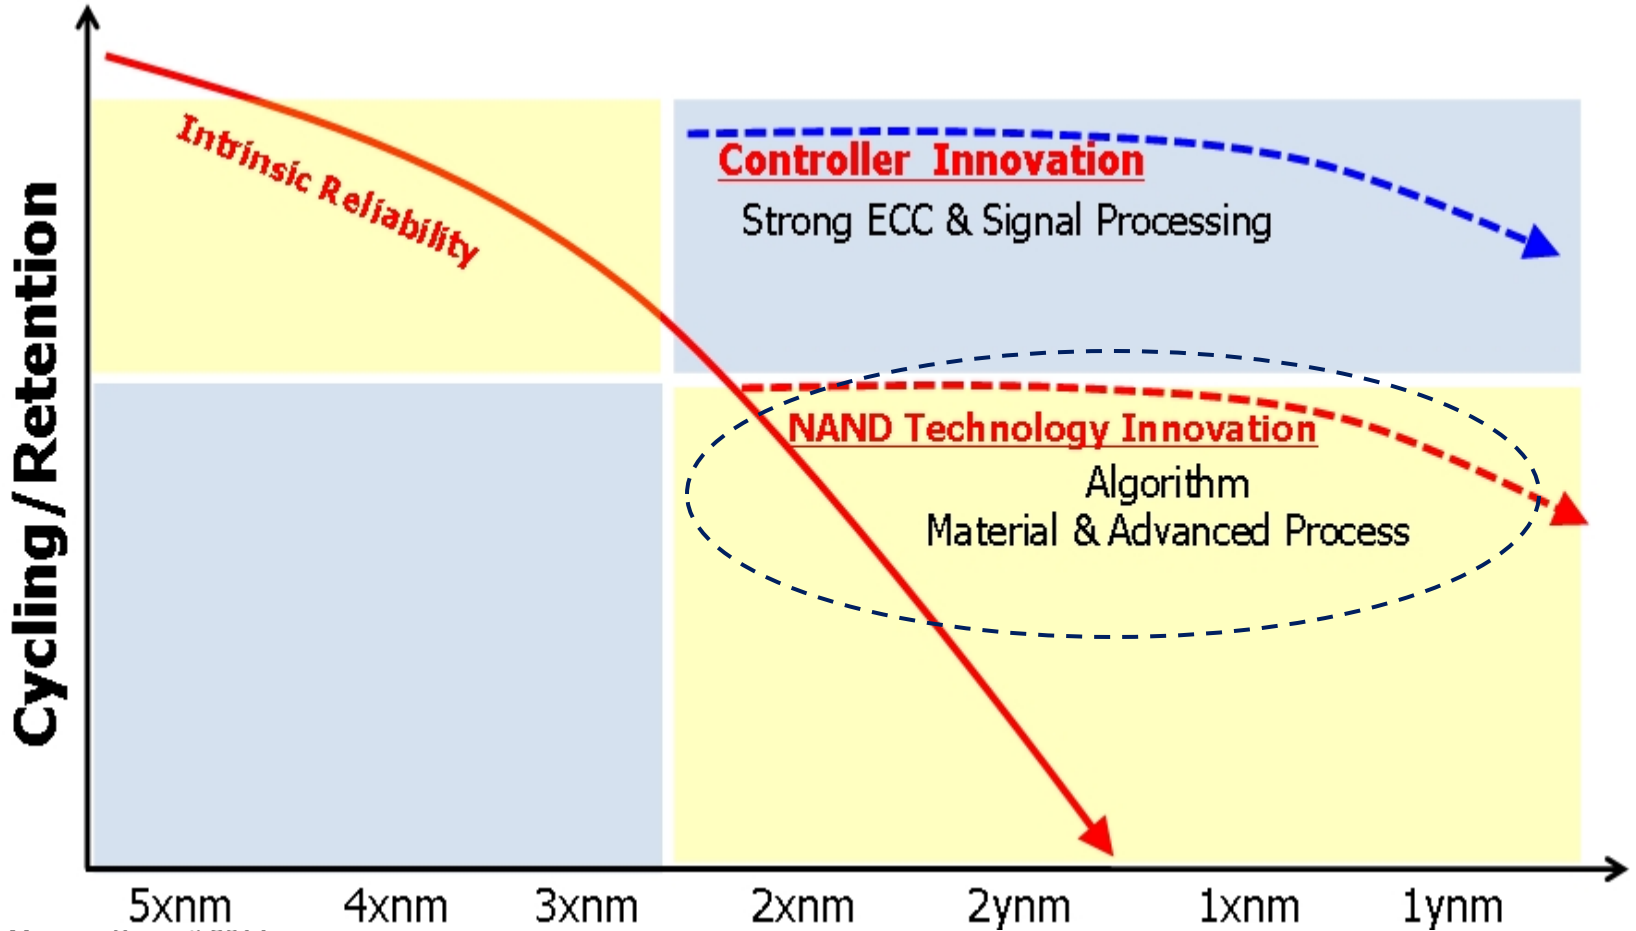 Intrinsic Reliability
Controller Innovation
Strong ECC & Signal Processing
NAND Technology Innovation
Algorithm
Material & Advanced Process
Cycling/Retention
5xnm 4xnm 3xnm 2xnm 2ynm 1xnm 1ynm